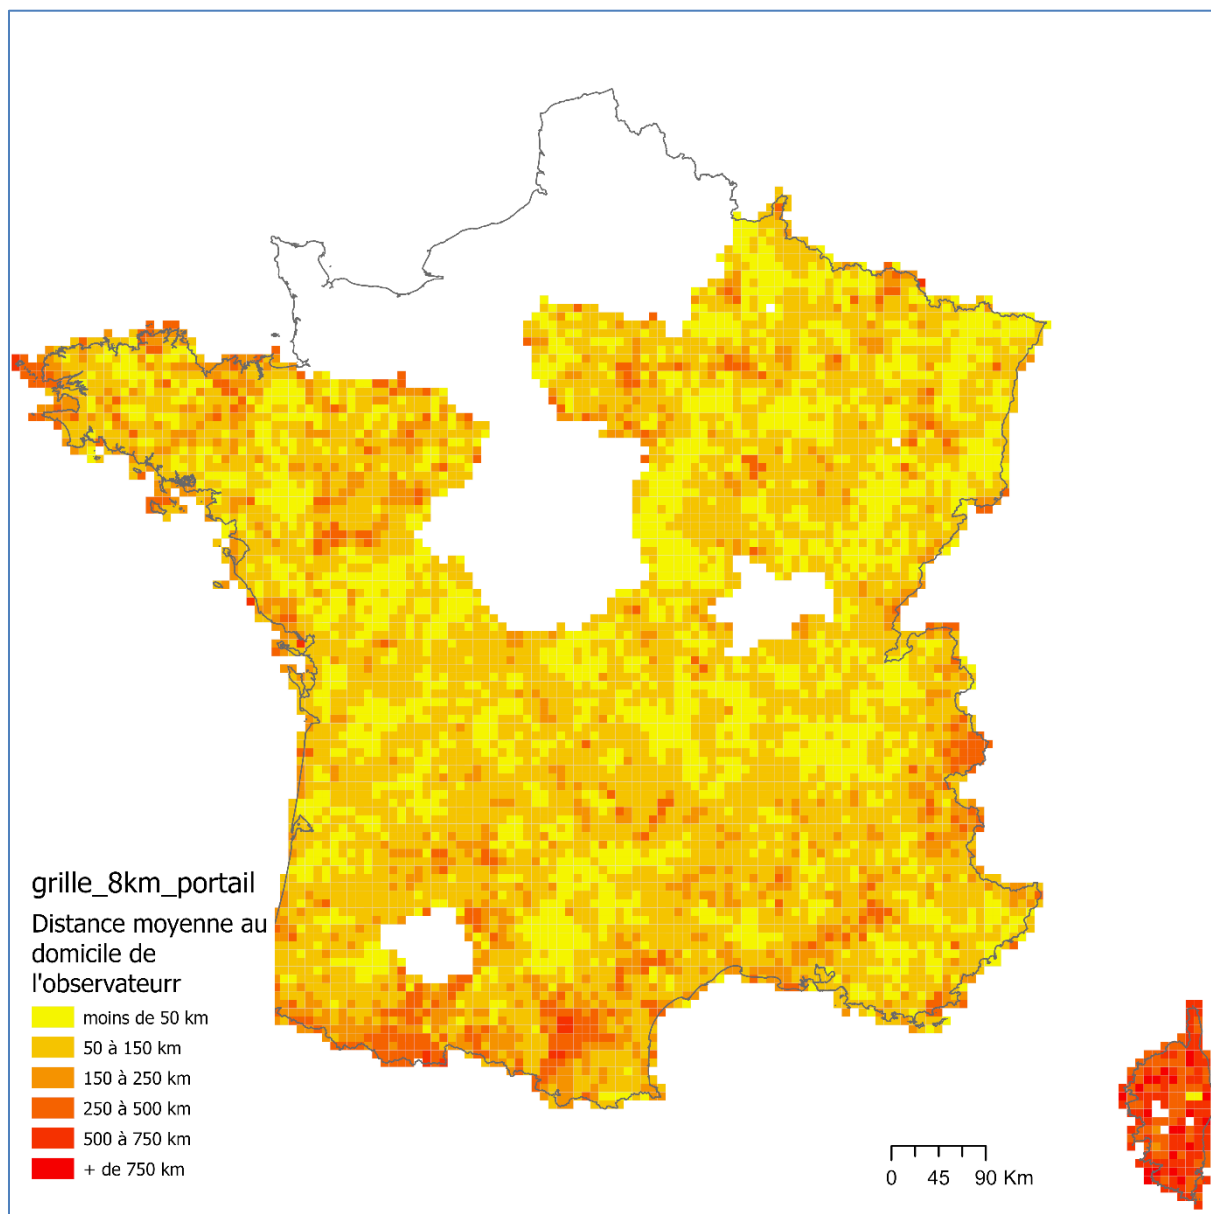 grille_8km_portail
Distance moyenne au
domicile de
l'observateurr
moins de 50 km
50 à 150 km
150 à 250 km
250 à 500 km
500 à 750 km
+ de 750 km
0 45 90 Km